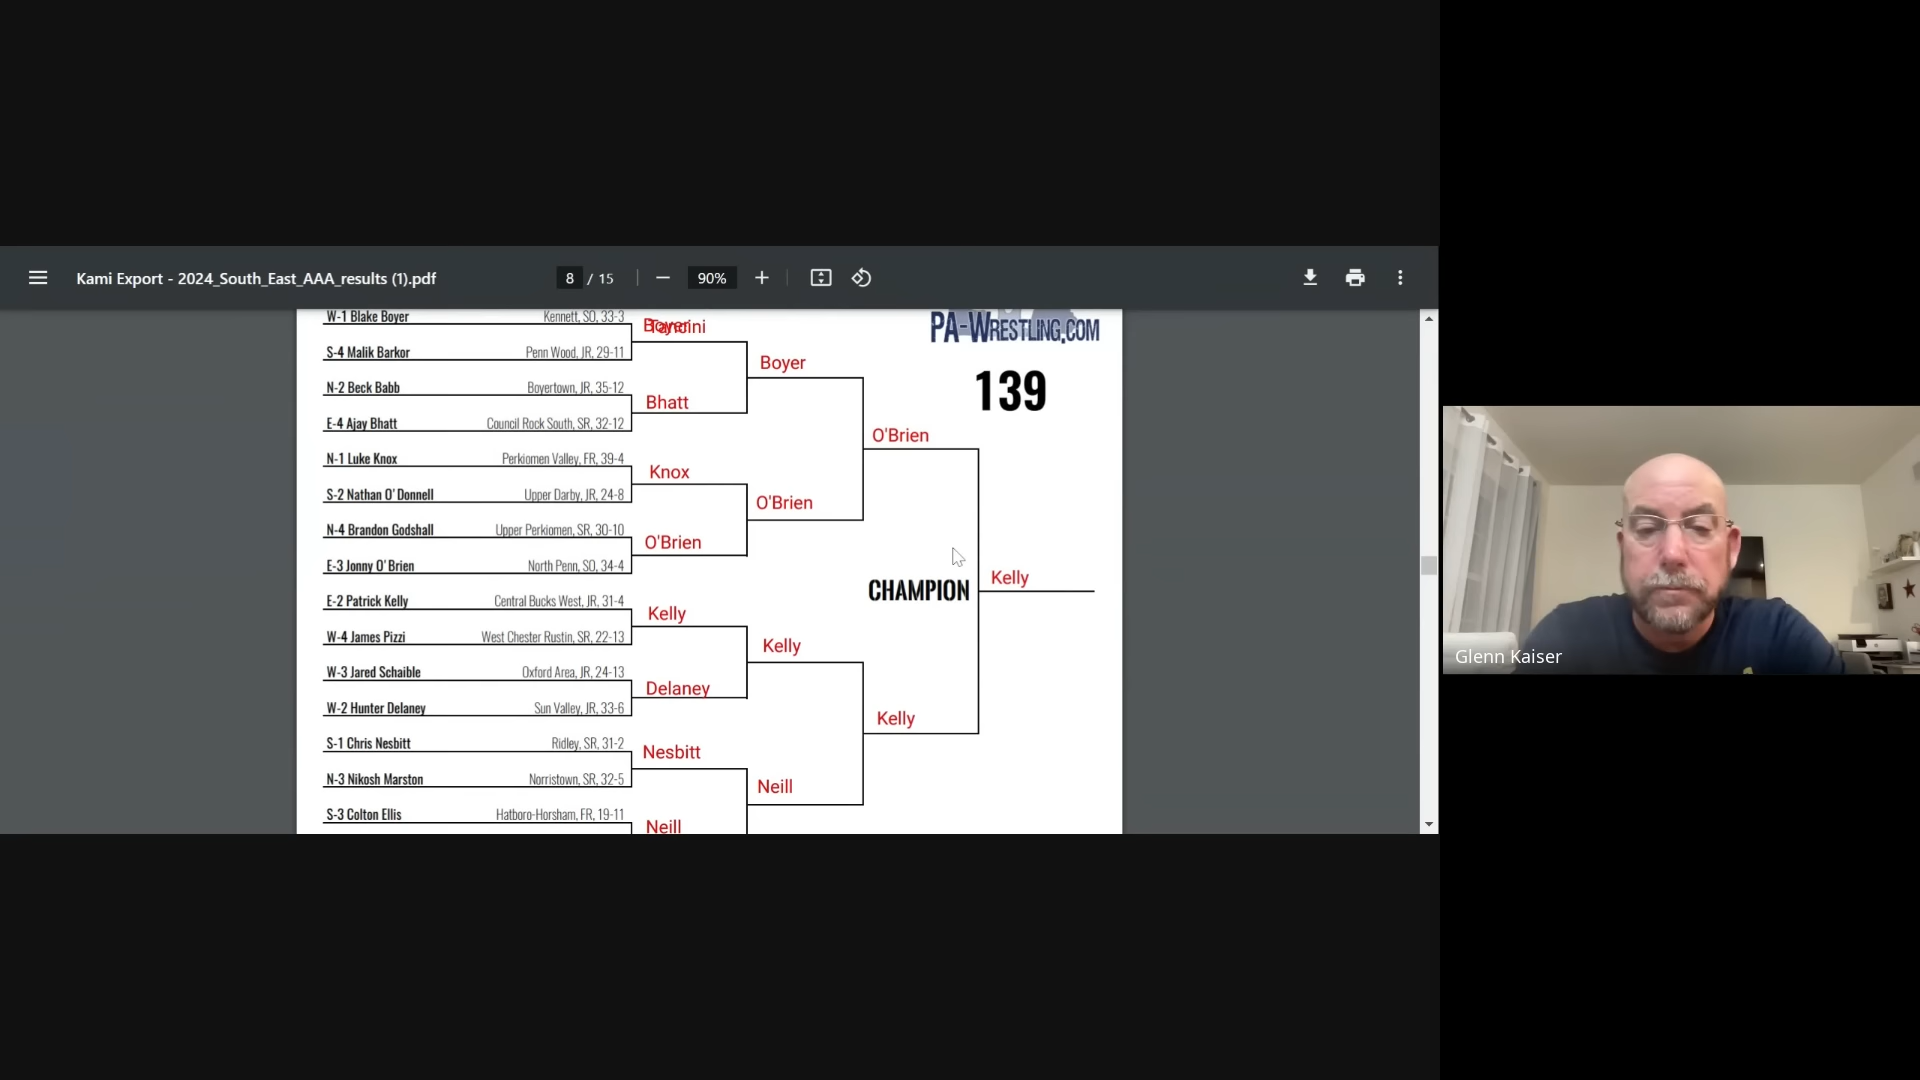 Kami Export - 2024_South_East_AAA_results (1).pdf
8 / 15
90%
W-1 Blake Boyer Kennett, SO, 33-3
Boyer
Tancini
PA-WRESTLING.COM
S-4 Malik Barkor Penn Wood, JR, 29-11
Boyer
139
N-2 Beck Babb Boyertown, JR, 35-12
Bhatt
E-4 Ajay Bhatt Council Rock South, SR, 32-12
O'Brien
N-1 Luke Knox Perkiomen Valley, FR, 39-4
Knox
S-2 Nathan O'Donnell Upper Darby, JR, 24-8
O'Brien
N-4 Brandon Godshall Upper Perkiomen, SR, 30-10
O'Brien
E-3 Jonny O'Brien North Penn, SO, 34-4
Kelly
CHAMPION
E-2 Patrick Kelly Central Bucks West, JR, 31-4
Kelly
W-4 James Pizzi West Chester Rustin, SR, 22-13
Kelly
W-3 Jared Schaible Oxford Area, JR, 24-13
Delaney
W-2 Hunter Delaney Sun Valley, JR, 33-6
Kelly
S-1 Chris Nesbitt Ridley, SR, 31-2
Nesbitt
N-3 Nikosh Marston Norristown, SR, 32-5
Neill
S-3 Colton Ellis Hatboro-Horsham, FR, 19-11
Neill
Glenn Kaiser